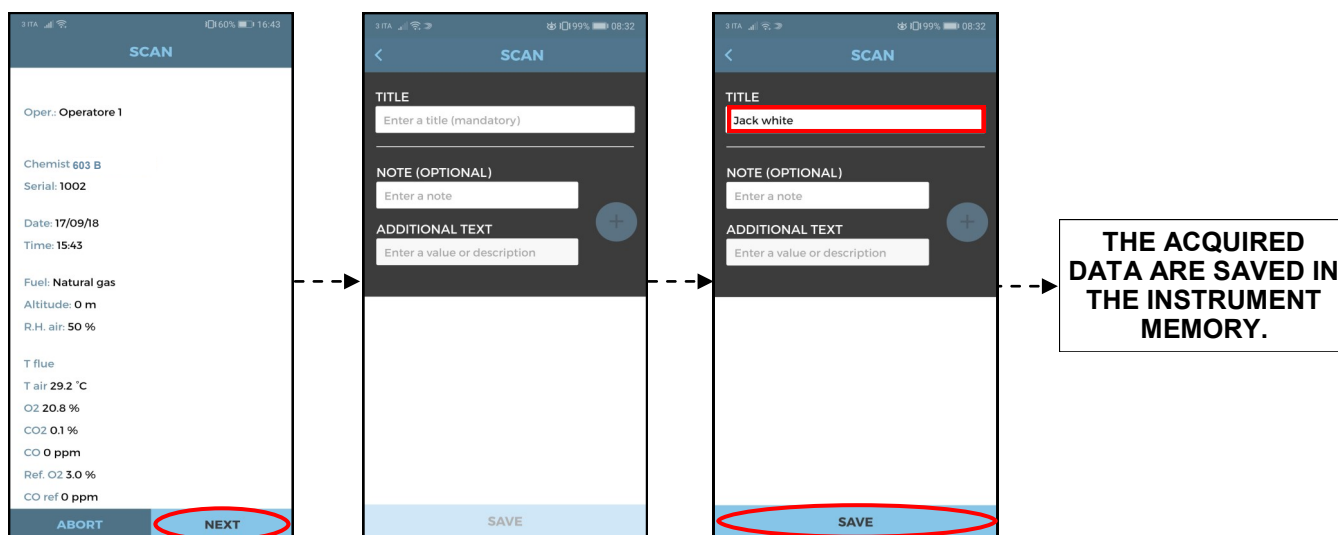 3 ITA 60% 16:43
SCAN
Oper.: Operatore 1
Chemist 603 B
Serial: 1002
Date: 17/09/18
Time: 15:43
Fuel: Natural gas
Altitude: 0 m
R.H. air: 50 %
T flue
T air 29.2 °C
O2 20.8 %
CO2 0.1 %
CO 0 ppm
Ref. O2 3.0 %
CO ref 0 ppm
ABORT NEXT
3 ITA 99% 08:32
SCAN
TITLE
Enter a title (mandatory)
NOTE (OPTIONAL)
Enter a note
ADDITIONAL TEXT
Enter a value or description
SAVE
3 ITA 99% 08:32
SCAN
TITLE
Jack white
NOTE (OPTIONAL)
Enter a note
ADDITIONAL TEXT
Enter a value or description
SAVE
THE ACQUIRED
DATA ARE SAVED IN
THE INSTRUMENT
MEMORY.